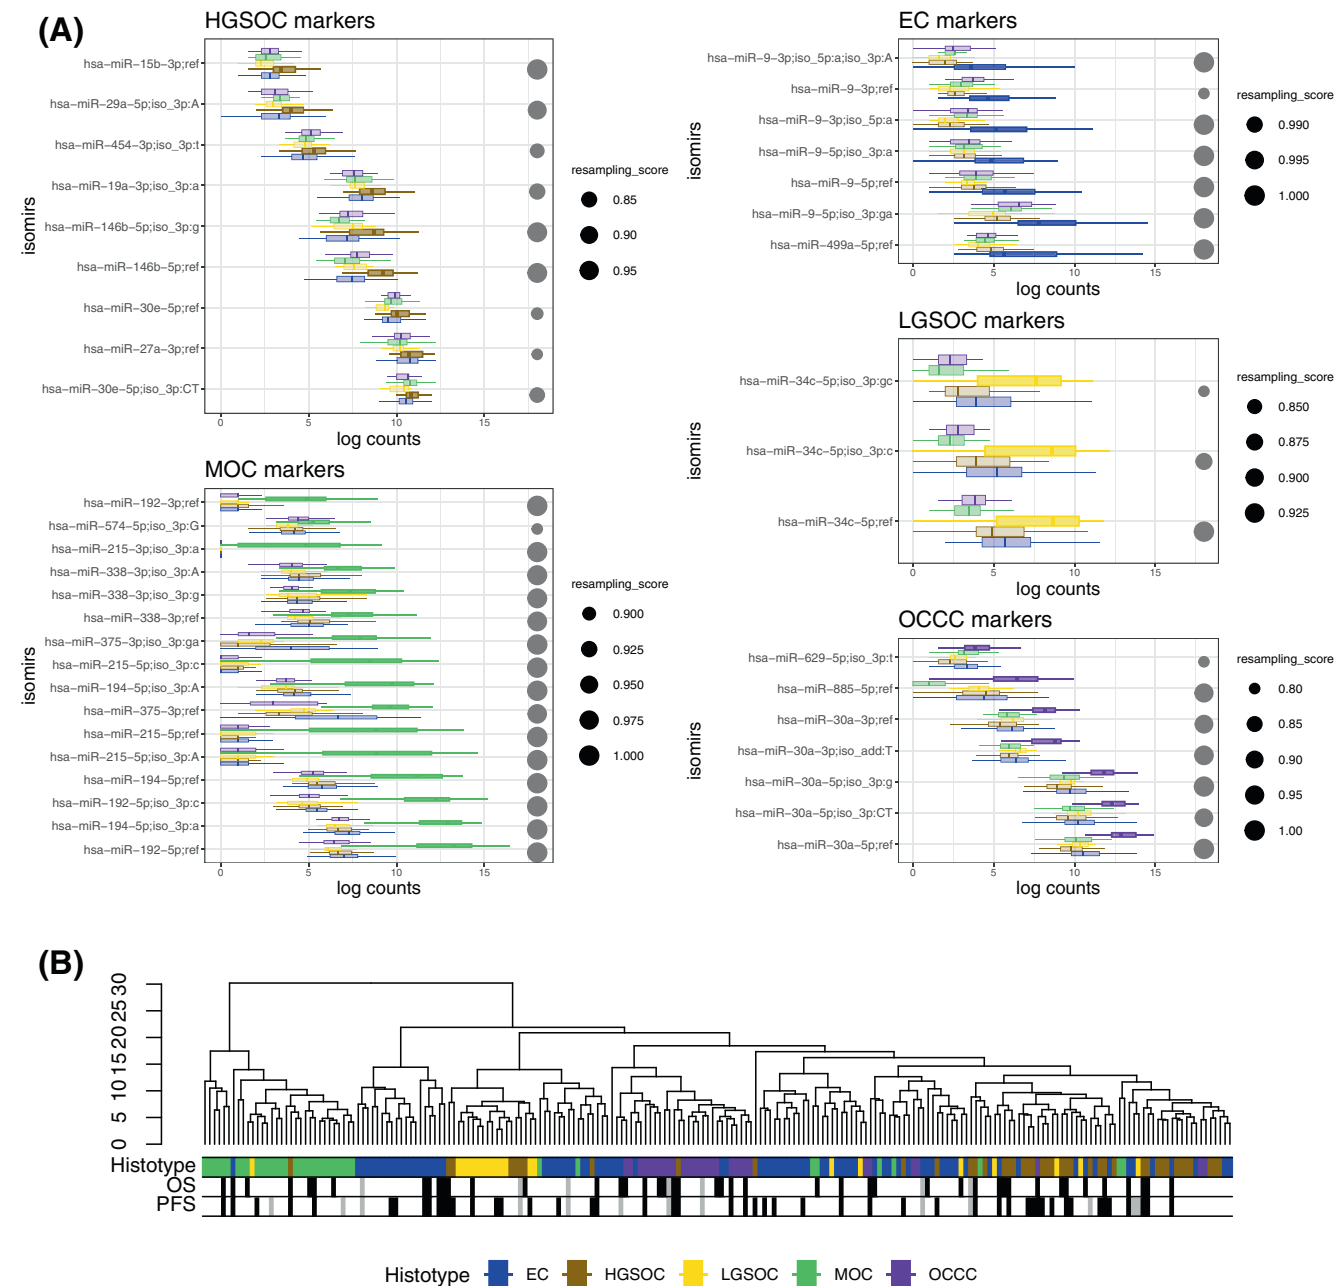 (A)
HGSOC markers
isomirs
hsa−miR−15b−3p;ref
hsa−miR−29a−5p;iso_3p:A
hsa−miR−454−3p;iso_3p:t
hsa−miR−19a−3p;iso_3p:a
hsa−miR−146b−5p;iso_3p:g
hsa−miR−146b−5p;ref
hsa−miR−30e−5p;ref
hsa−miR−27a−3p;ref
hsa−miR−30e−5p;iso_3p:CT
0 5 10 15
log counts
resampling_score
0.85
0.90
0.95
MOC markers
isomirs
hsa−miR−192−3p;ref
hsa−miR−574−5p;iso_3p:G
hsa−miR−215−3p;iso_3p:a
hsa−miR−338−3p;iso_3p:A
hsa−miR−338−3p;iso_3p:g
hsa−miR−338−3p;ref
hsa−miR−375−3p;iso_3p:ga
hsa−miR−215−5p;iso_3p:c
hsa−miR−194−5p;iso_3p:A
hsa−miR−375−3p;ref
hsa−miR−215−5p;ref
hsa−miR−215−5p;iso_3p:A
hsa−miR−194−5p;ref
hsa−miR−192−5p;iso_3p:c
hsa−miR−194−5p;iso_3p:a
hsa−miR−192−5p;ref
0 5 10 15
log counts
resampling_score
0.900
0.925
0.950
0.975
1.000
EC markers
isomirs
hsa−miR−9−3p;iso_5p:a;iso_3p:A
hsa−miR−9−3p;ref
hsa−miR−9−3p;iso_5p:a
hsa−miR−9−5p;iso_3p:a
hsa−miR−9−5p;ref
hsa−miR−9−5p;iso_3p:ga
hsa−miR−499a−5p;ref
0 5 10 15
log counts
resampling_score
0.990
0.995
1.000
LGSOC markers
isomirs
hsa−miR−34c−5p;iso_3p:gc
hsa−miR−34c−5p;iso_3p:c
hsa−miR−34c−5p;ref
0 5 10 15
log counts
resampling_score
0.850
0.875
0.900
0.925
OCCC markers
isomirs
hsa−miR−629−5p;iso_3p:t
hsa−miR−885−5p;ref
hsa−miR−30a−3p;ref
hsa−miR−30a−3p;iso_add:T
hsa−miR−30a−5p;iso_3p:g
hsa−miR−30a−5p;iso_3p:CT
hsa−miR−30a−5p;ref
0 5 10 15
log counts
resampling_score
0.80
0.85
0.90
0.95
1.00
(B)
0 5 10 15 20 25 30
Histotype
OS
PFS
Histotype EC HGSOC LGSOC MOC OCCC